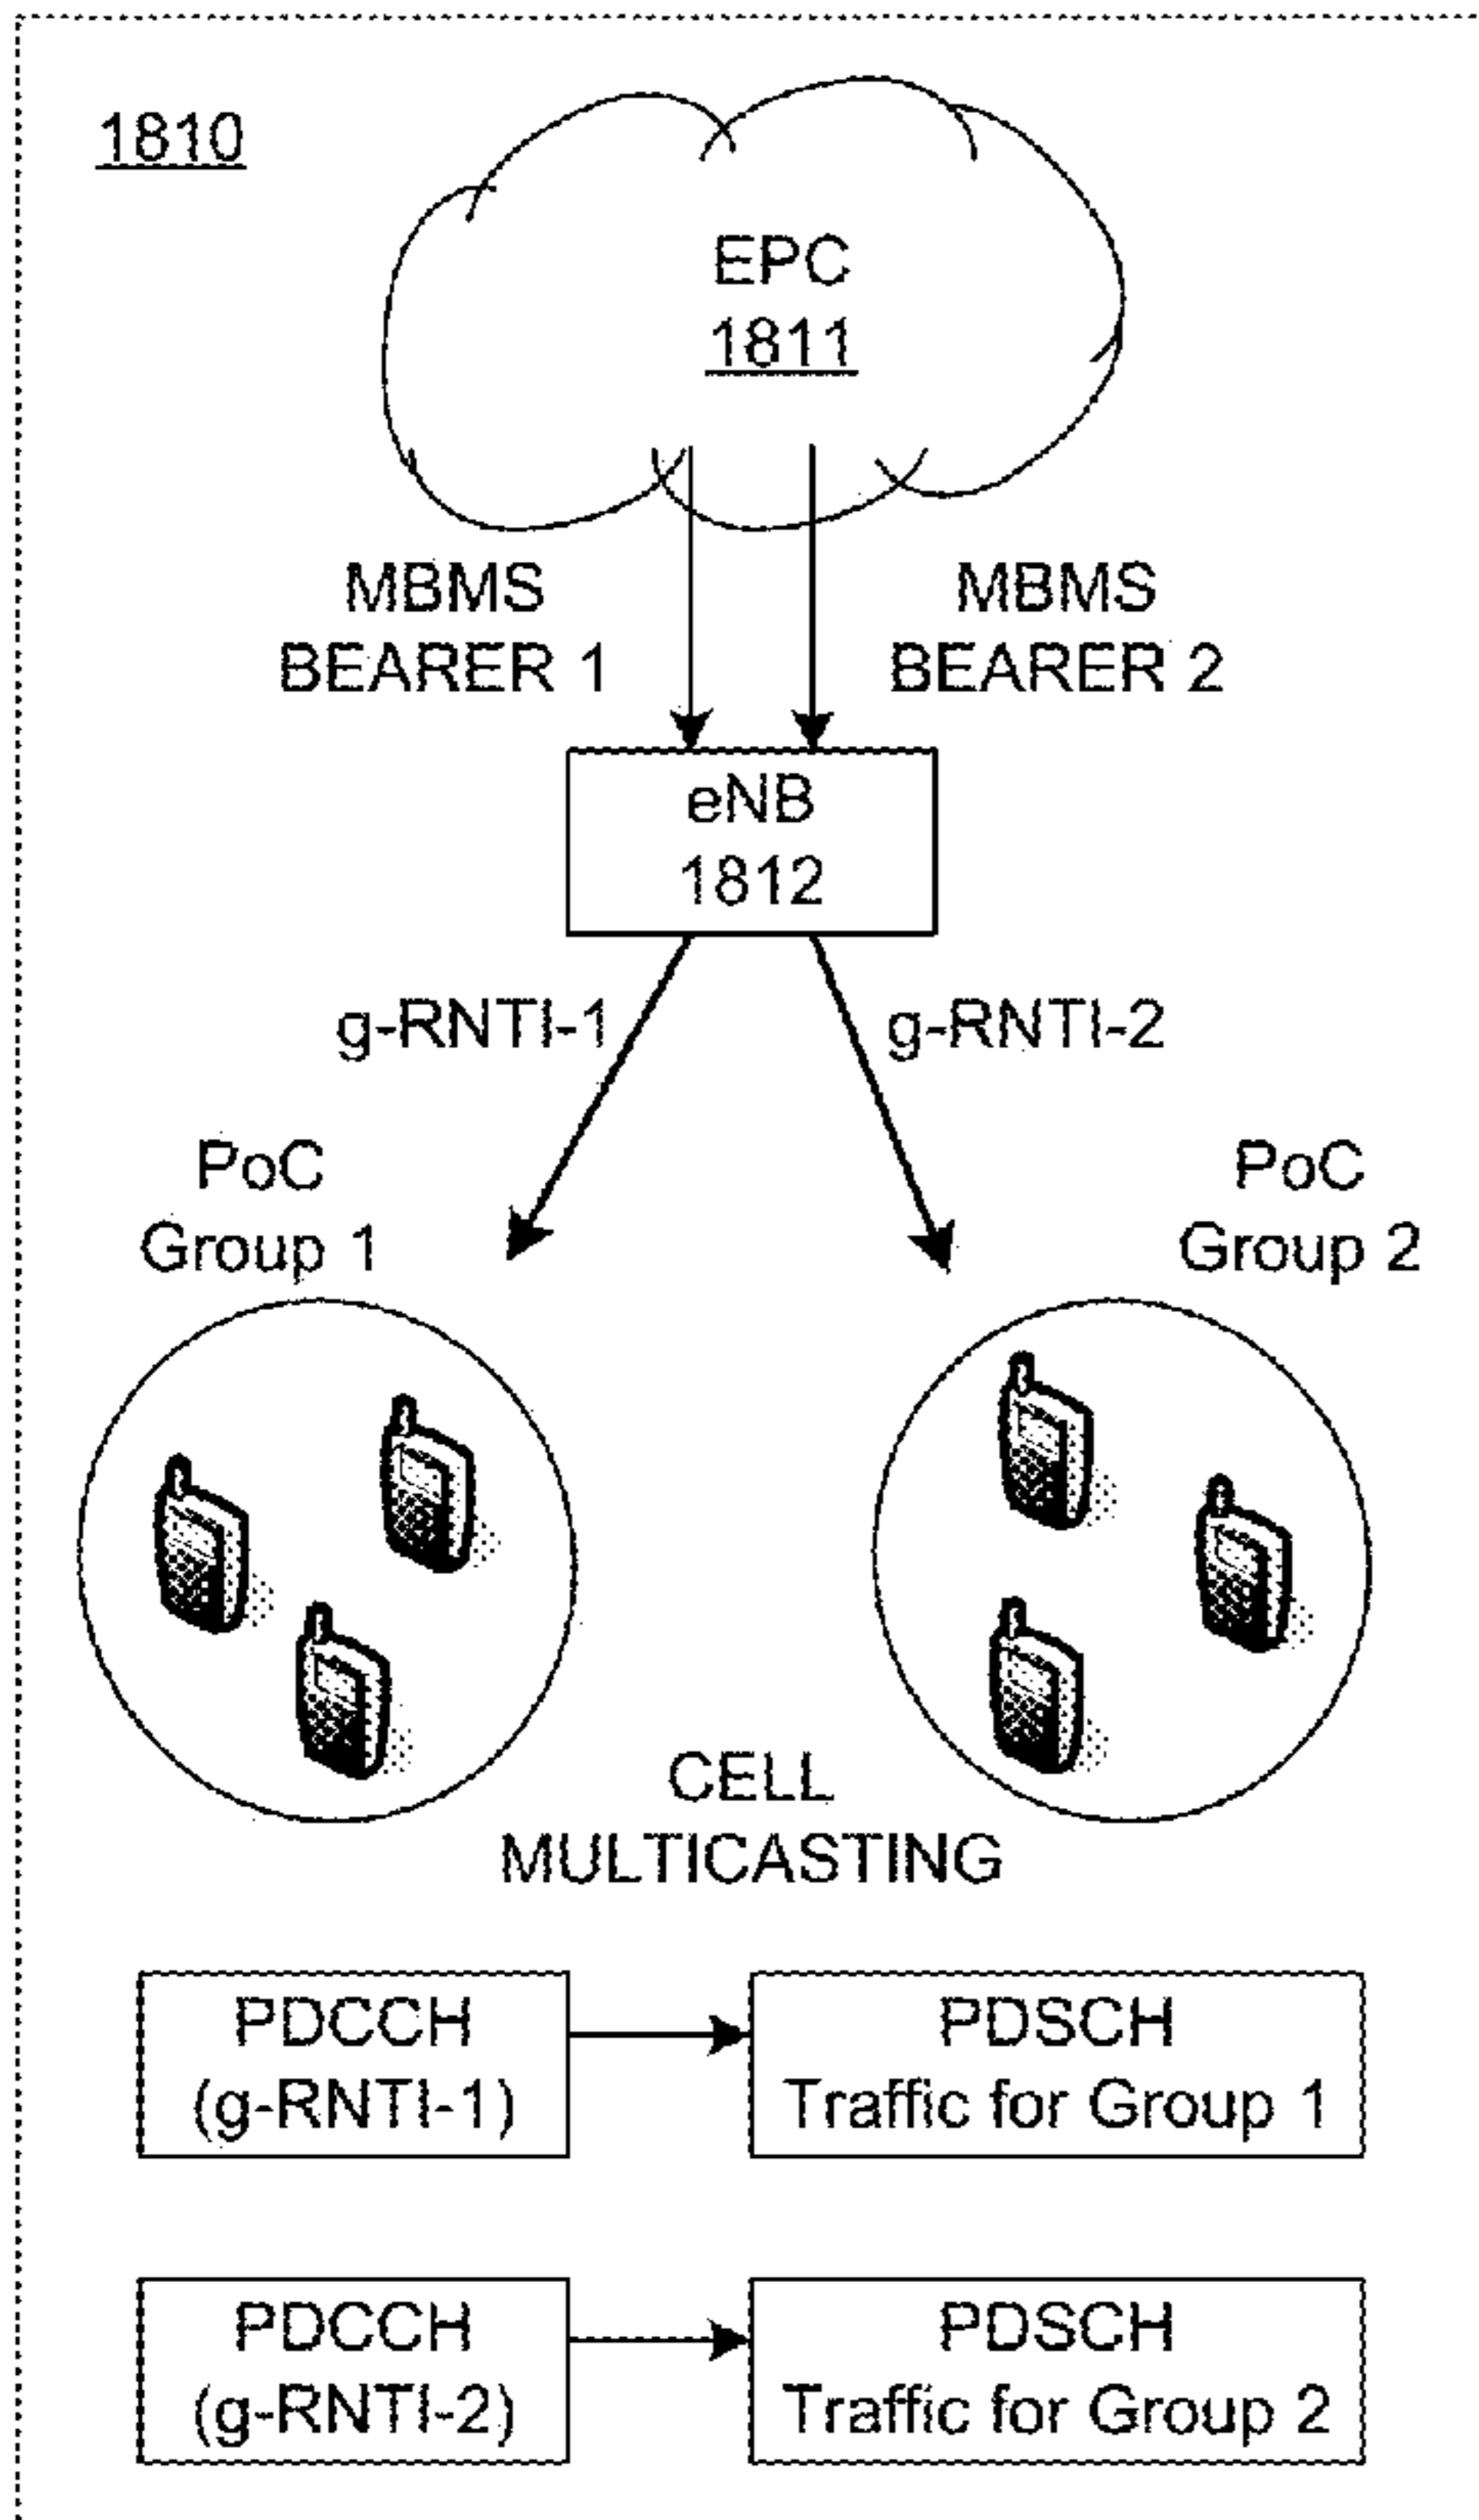 1810
EPC
1811
MBMS
BEARER 1
MBMS
BEARER 2
eNB
1812
g-RNTI-1
g-RNTI-2
PoC
Group 1
PoC
Group 2
CELL
MULTICASTING
PDCCH
(g-RNTI-1)
PDSCH
Traffic for Group 1
PDCCH
(g-RNTI-2)
PDSCH
Traffic for Group 2